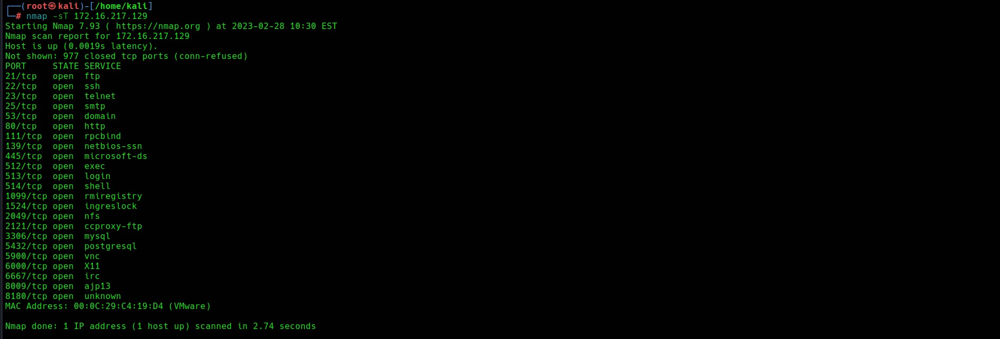 ┌──(root㉿kali)-[/home/kali]
└─# nmap -sT 172.16.217.129
Starting Nmap 7.93 ( https://nmap.org ) at 2023-02-28 10:30 EST
Nmap scan report for 172.16.217.129
Host is up (0.0019s latency).
Not shown: 977 closed tcp ports (conn-refused)
PORT     STATE SERVICE
21/tcp   open  ftp
22/tcp   open  ssh
23/tcp   open  telnet
25/tcp   open  smtp
53/tcp   open  domain
80/tcp   open  http
111/tcp  open  rpcbind
139/tcp  open  netbios-ssn
445/tcp  open  microsoft-ds
512/tcp  open  exec
513/tcp  open  login
514/tcp  open  shell
1099/tcp open  rmiregistry
1524/tcp open  ingreslock
2049/tcp open  nfs
2121/tcp open  ccproxy-ftp
3306/tcp open  mysql
5432/tcp open  postgresql
5900/tcp open  vnc
6000/tcp open  X11
6667/tcp open  irc
8009/tcp open  ajp13
8180/tcp open  unknown
MAC Address: 00:0C:29:C4:19:D4 (VMware)
Nmap done: 1 IP address (1 host up) scanned in 2.74 seconds